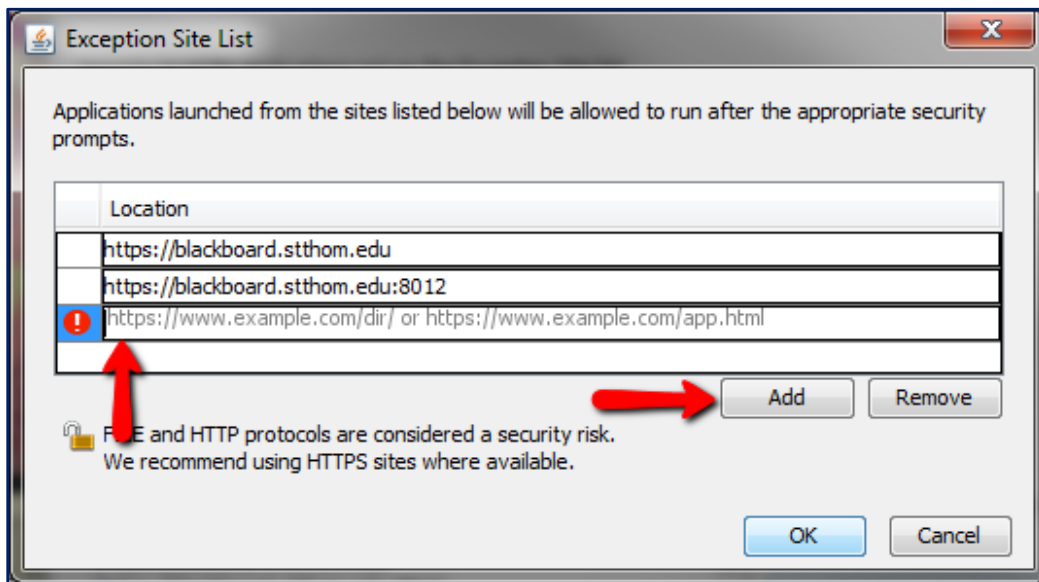 Exception Site List
Applications launched from the sites listed below will be allowed to run after the appropriate security
prompts.
Location
https://blackboard.stthom.edu
https://blackboard.stthom.edu:8012
https://www.example.com/dir/ or https://www.example.com/app.html
Add
Remove
and HTTP protocols are considered a security risk.
We recommend using HTTPS sites where available.
OK
Cancel